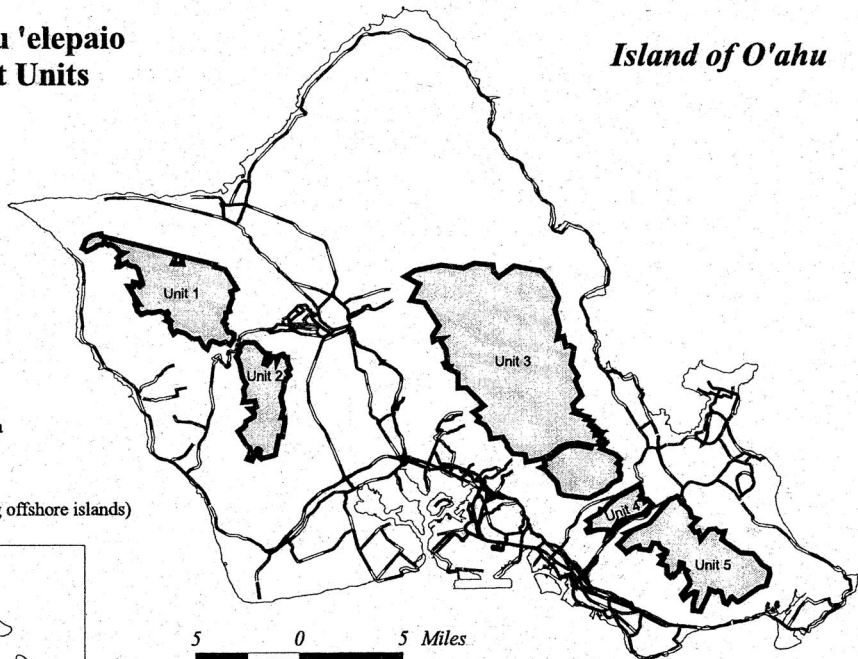 u 'elepaio
t Units
Island of O'ahu
Unit 1
Unit 2
Unit 3
Unit 4
Unit 5
g offshore islands)
5 0 5 Miles